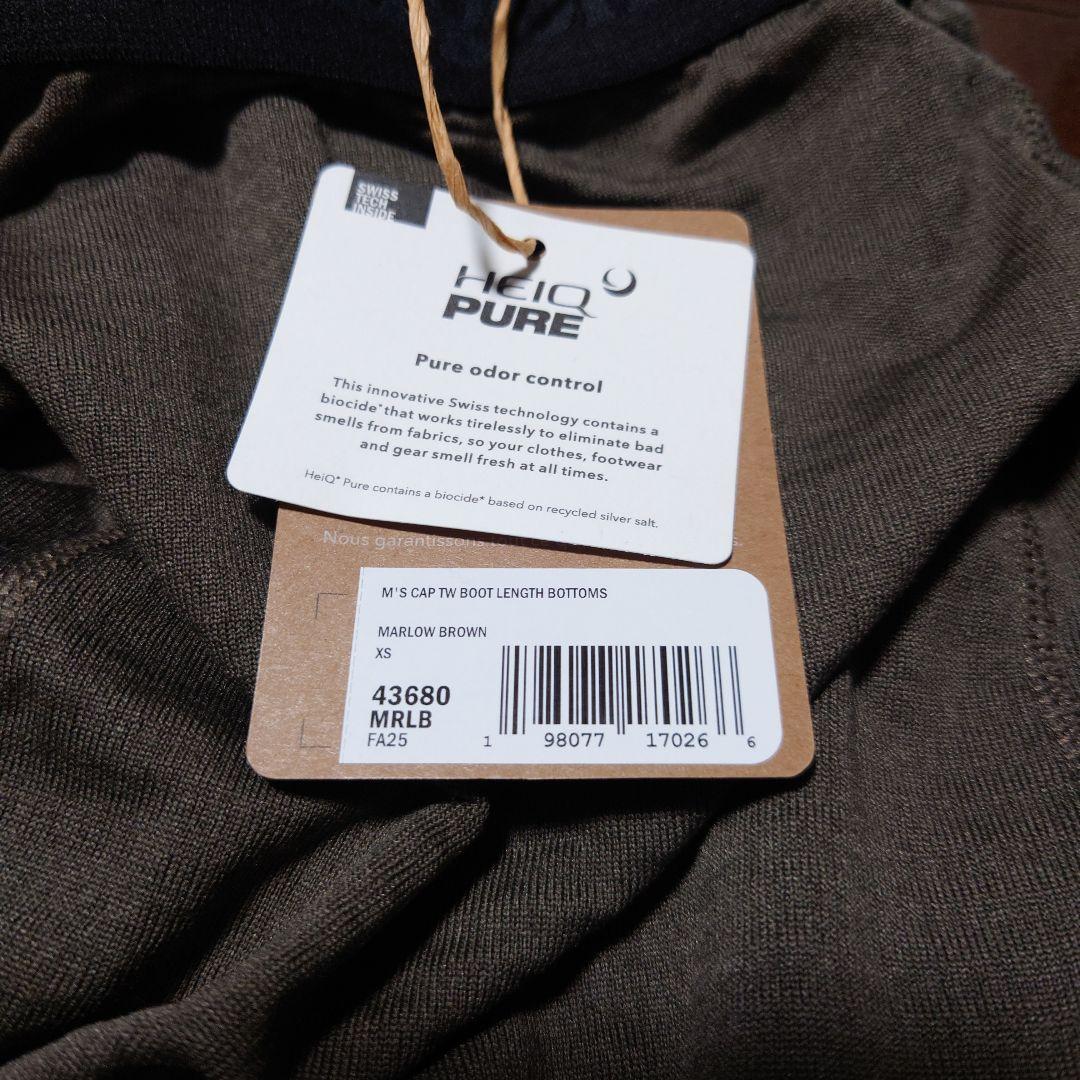 SWISS
TECH
INSIDE
HEIQ
PURE
Pure odor control
This innovative Swiss technology contains a
biocide* that works tirelessly to eliminate bad
smells from fabrics, so your clothes, footwear
and gear smell fresh at all times.
HeiQ® Pure contains a biocide* based on recycled silver salt.
Nous garantissons
M'S CAP TW BOOT LENGTH BOTTOMS
MARLOW BROWN
XS
43680
MRLB
FA25
1 98077 17026 6